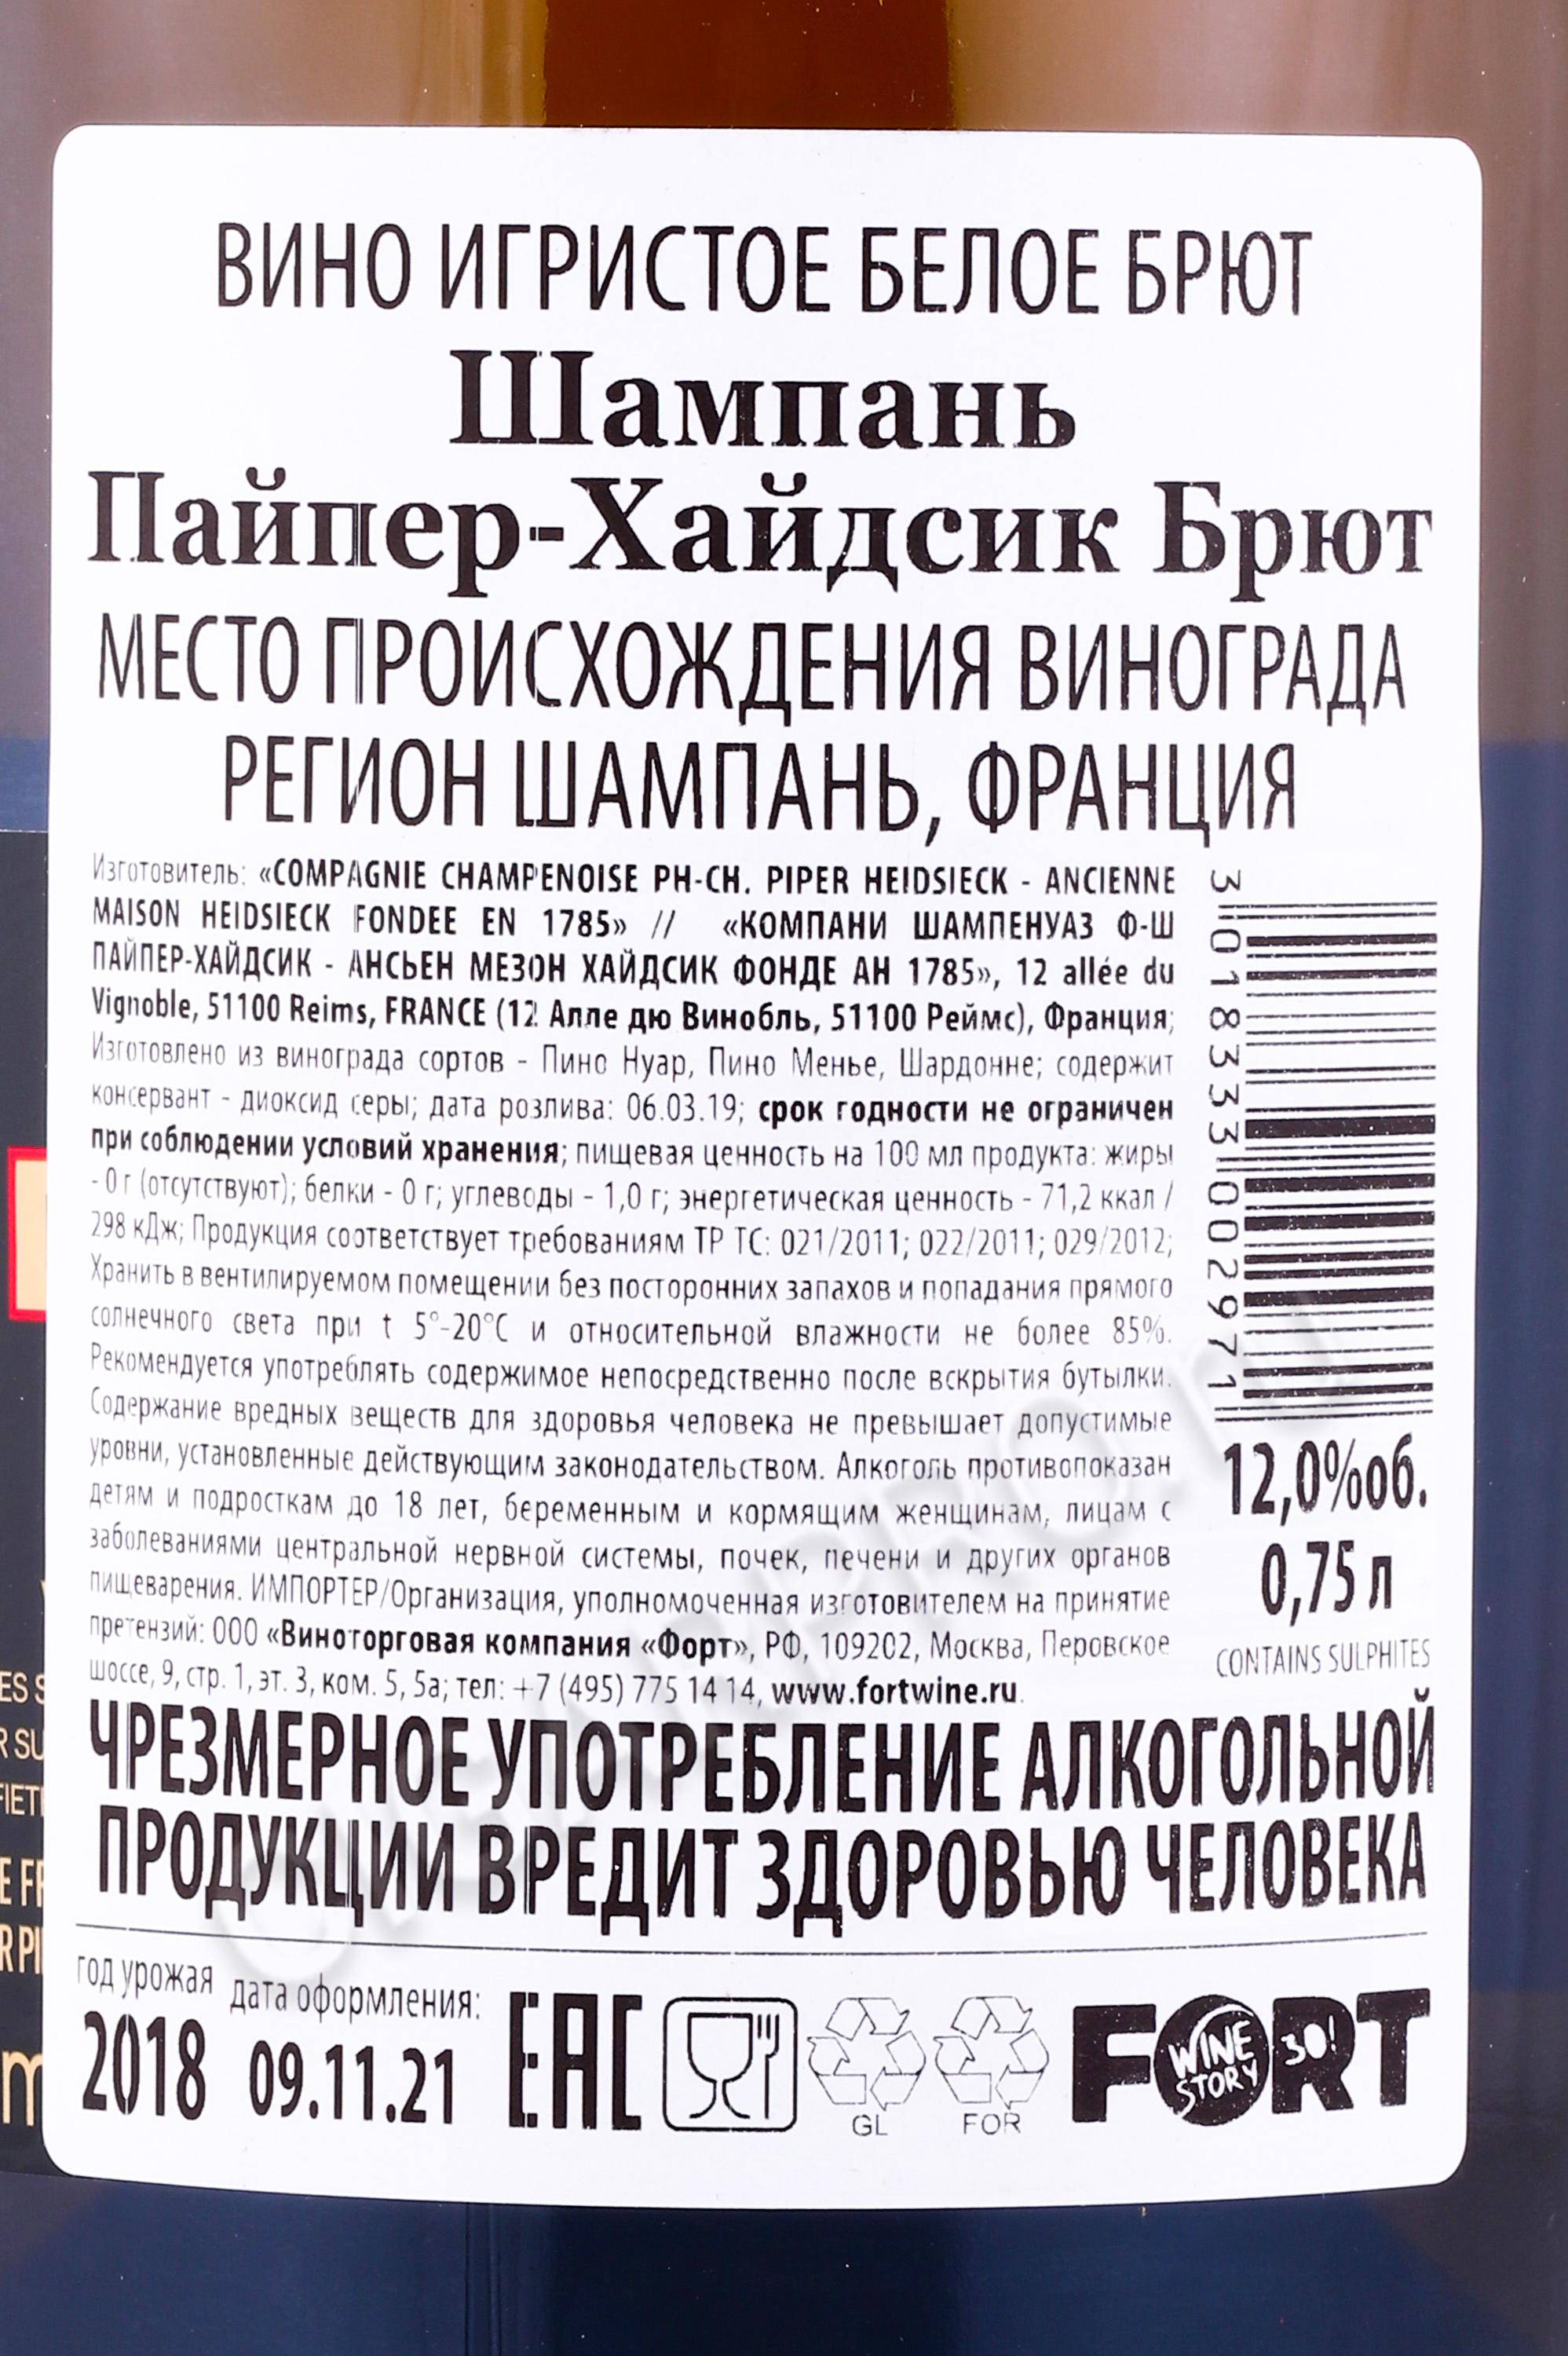 ВИНО ИГРИСТОЕ БЕЛОЕ БРЮТ
Шампань
Пайпер-Хайдсик Брют
МЕСТО ПРОИСХОЖДЕНИЯ ВИНОГРАДА
РЕГИОН ШАМПАНЬ, ФРАНЦИЯ
Изготовитель: «COMPAGNIE CHAMPENOISE PH-CH. PIPER HEIDSIECK - ANCIENNE
MAISON HEIDSIECK FONDEE EN 1785» // «КОМПАНИ ШАМПЕНУАЗ Ф-Ш
ПАЙПЕР-ХАЙДСИК - АНСЬЕН МЕЗОН ХАЙДСИК ФОНДЕ АН 1785», 12 allée du
Vignoble, 51100 Reims, FRANCE (12 Алле дю Винобль, 51100 Реймс), Франция;
Изготовлено из винограда сортов - Пино Нуар, Пино Менье, Шардонне; содержит
консервант - диоксид серы; дата розлива: 06.03.19; срок годности не ограничен
при соблюдении условий хранения; пищевая ценность на 100 мл продукта: жиры
- 0 г (отсутствуют); белки - 0 г; углеводы - 1,0 г; энергетическая ценность - 71,2 ккал /
298 кДж; Продукция соответствует требованиям ТР ТС: 021/2011; 022/2011; 029/2012;
Хранить в вентилируемом помещении без посторонних запахов и попадания прямого
солнечного света при t 5°-20°C и относительной влажности не более 85%.
Рекомендуется употреблять содержимое непосредственно после вскрытия бутылки.
Содержание вредных веществ для здоровья человека не превышает допустимые
уровни, установленные действующим законодательством. Алкоголь противопоказан
детям и подросткам до 18 лет, беременным и кормящим женщинам, лицам с
заболеваниями центральной нервной системы, почек, печени и других органов
пищеварения. ИМПОРТЕР/Организация, уполномоченная изготовителем на принятие
претензий: ООО «Виноторговая компания «Форт», РФ, 109202, Москва, Перовское
шоссе, 9, стр. 1, эт. 3, ком. 5, 5а; тел: +7 (495) 775 14 14, www.fortwine.ru.
3 018333 002971
12,0%об.
0,75 л
CONTAINS SULPHITES
ЧРЕЗМЕРНОЕ УПОТРЕБЛЕНИЕ АЛКОГОЛЬНОЙ
ПРОДУКЦИИ ВРЕДИТ ЗДОРОВЬЮ ЧЕЛОВЕКА
год урожая
2018
дата оформления:
09.11.21
EAC
GL
FOR
FORT
WINE
STORY
30!